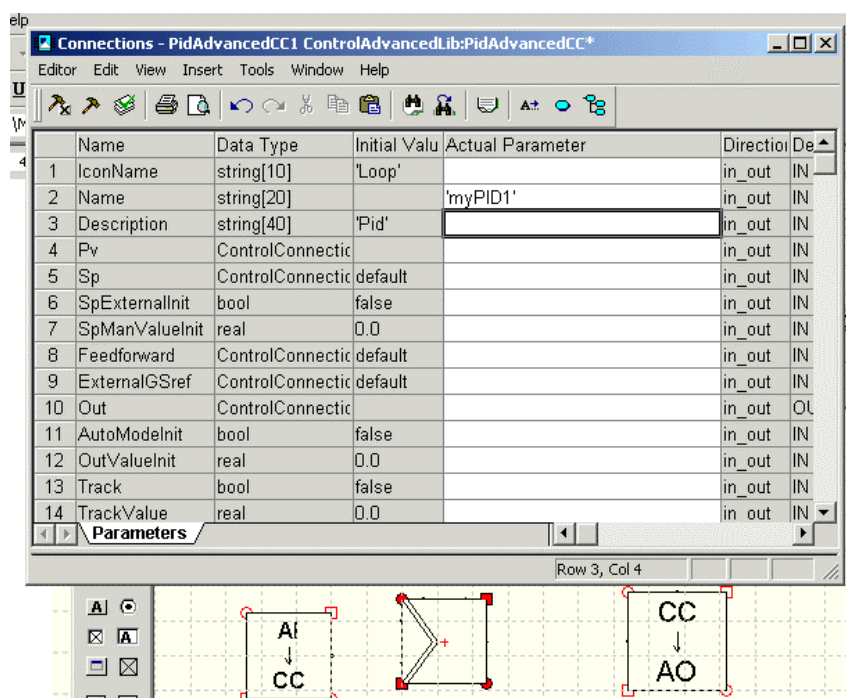 elp
Connections - PidAdvancedCC1 ControlAdvancedLib:PidAdvancedCC*
Editor Edit View Insert Tools Window Help
U
A
\M
4
Name Data Type Initial Valu Actual Parameter Direction De
1 IconName string[10] 'Loop' in_out IN
2 Name string[20] 'myPID1' in_out IN
3 Description string[40] 'Pid' in_out IN
4 Pv ControlConnectic in_out IN
5 Sp ControlConnectic default in_out IN
6 SpExternalInit bool false in_out IN
7 SpManValueInit real 0.0 in_out IN
8 Feedforward ControlConnectic default in_out IN
9 ExternalGSref ControlConnectic default in_out IN
10 Out ControlConnectic in_out OU
11 AutoModeInit bool false in_out IN
12 OutValueInit real 0.0 in_out IN
13 Track bool false in_out IN
14 TrackValue real 0.0 in_out IN
Parameters
Row 3, Col 4
A
A
AI
CC
CC
AO